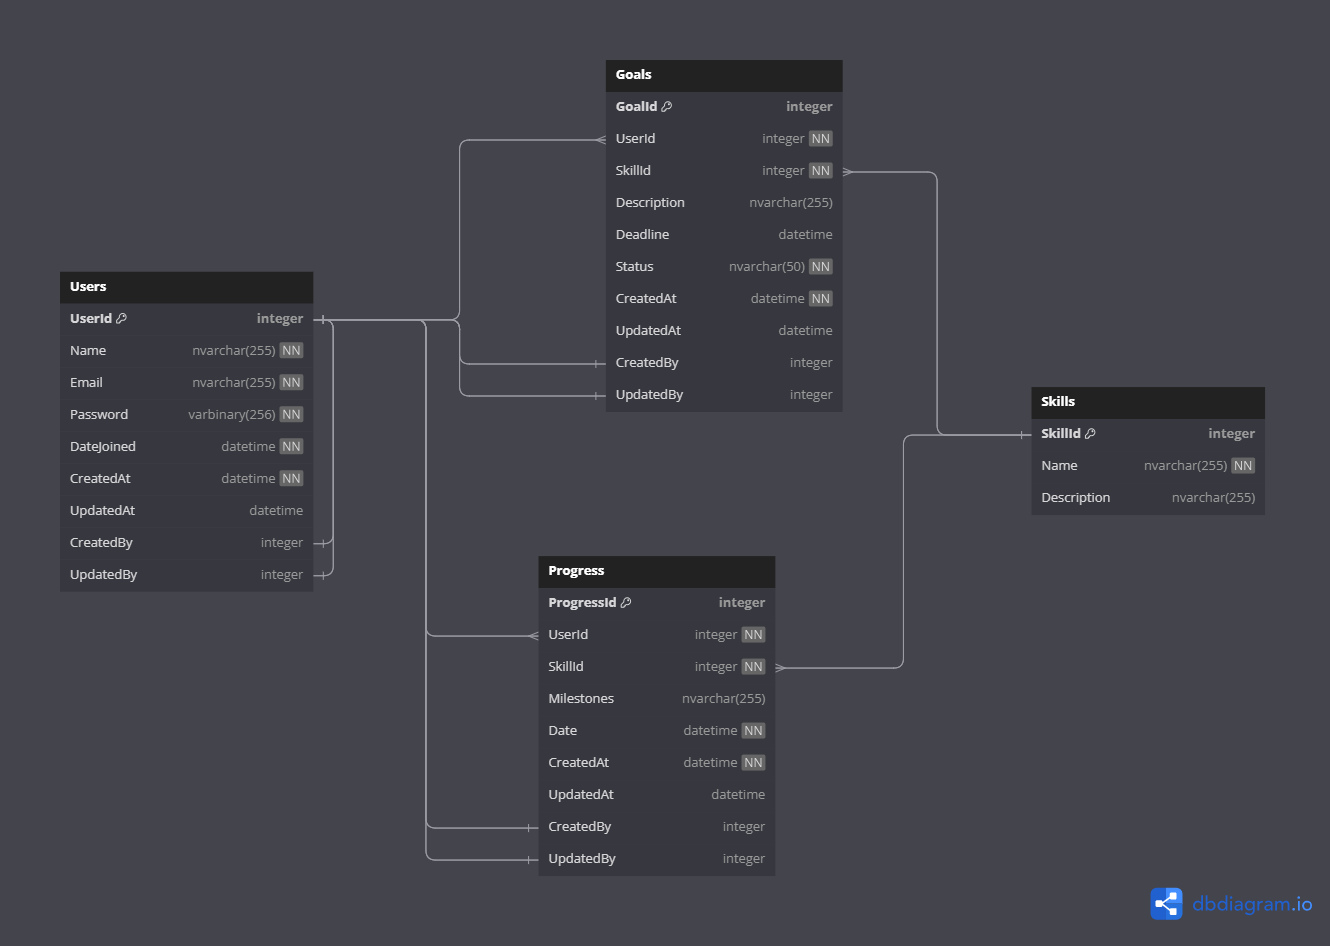 Goals
GoalId integer
UserId integer NN
SkillId integer NN
Description nvarchar(255)
Deadline datetime
Status nvarchar(50) NN
CreatedAt datetime NN
UpdatedAt datetime
CreatedBy integer
UpdatedBy integer
Users
UserId integer
Name nvarchar(255) NN
Email nvarchar(255) NN
Password varbinary(256) NN
DateJoined datetime NN
CreatedAt datetime NN
UpdatedAt datetime
CreatedBy integer
UpdatedBy integer
Skills
SkillId integer
Name nvarchar(255) NN
Description nvarchar(255)
Progress
ProgressId integer
UserId integer NN
SkillId integer NN
Milestones nvarchar(255)
Date datetime NN
CreatedAt datetime NN
UpdatedAt datetime
CreatedBy integer
UpdatedBy integer
dbdiagram.io